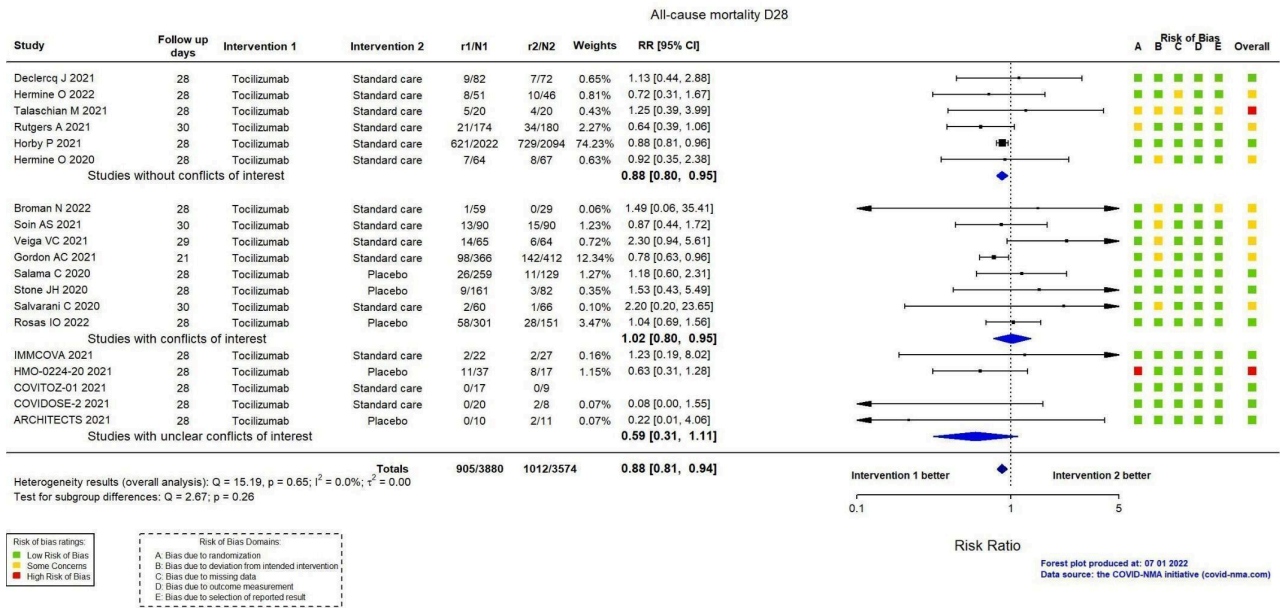 All-cause mortality D28
Study Follow up days Intervention 1 Intervention 2 r1/N1 r2/N2 Weights RR [95% CI] Risk of Bias A B C D E Overall
Declercq J 2021 28 Tocilizumab Standard care 9/82 7/72 0.65% 1.13 [0.44, 2.88]
Hermine O 2022 28 Tocilizumab Standard care 8/51 10/46 0.81% 0.72 [0.31, 1.67]
Talaschian M 2021 28 Tocilizumab Standard care 5/20 4/20 0.43% 1.25 [0.39, 3.99]
Rutgers A 2021 30 Tocilizumab Standard care 21/174 34/180 2.27% 0.64 [0.39, 1.06]
Horby P 2021 28 Tocilizumab Standard care 621/2022 729/2094 74.23% 0.88 [0.81, 0.96]
Hermine O 2020 28 Tocilizumab Standard care 7/64 8/67 0.63% 0.92 [0.35, 2.38]
Studies without conflicts of interest 0.88 [0.80, 0.95]
Broman N 2022 28 Tocilizumab Standard care 1/59 0/29 0.06% 1.49 [0.06, 35.41]
Soin AS 2021 30 Tocilizumab Standard care 13/90 15/90 1.23% 0.87 [0.44, 1.72]
Veiga VC 2021 29 Tocilizumab Standard care 14/65 6/64 0.72% 2.30 [0.94, 5.61]
Gordon AC 2021 21 Tocilizumab Standard care 98/366 142/412 12.34% 0.78 [0.63, 0.96]
Salama C 2020 28 Tocilizumab Placebo 26/259 11/129 1.27% 1.18 [0.60, 2.31]
Stone JH 2020 28 Tocilizumab Placebo 9/161 3/82 0.35% 1.53 [0.43, 5.49]
Salvarani C 2020 30 Tocilizumab Standard care 2/60 1/66 0.10% 2.20 [0.20, 23.65]
Rosas IO 2022 28 Tocilizumab Placebo 58/301 28/151 3.47% 1.04 [0.69, 1.56]
Studies with conflicts of interest 1.02 [0.80, 0.95]
IMMCOVA 2021 28 Tocilizumab Standard care 2/22 2/27 0.16% 1.23 [0.19, 8.02]
HMO-0224-20 2021 28 Tocilizumab Placebo 11/37 8/17 1.15% 0.63 [0.31, 1.28]
COVITOZ-01 2021 28 Tocilizumab Standard care 0/17 0/9
COVIDOSE-2 2021 28 Tocilizumab Standard care 0/20 2/8 0.07% 0.08 [0.00, 1.55]
ARCHITECTS 2021 28 Tocilizumab Placebo 0/10 2/11 0.07% 0.22 [0.01, 4.06]
Studies with unclear conflicts of interest 0.59 [0.31, 1.11]
Totals 905/3880 1012/3574 0.88 [0.81, 0.94]
Heterogeneity results (overall analysis): Q = 15.19, p = 0.65; I² = 0.0%; τ² = 0.00
Test for subgroup differences: Q = 2.67; p = 0.26
Intervention 1 better Intervention 2 better
0.1 1 5
Risk Ratio
Risk of bias ratings:
Low Risk of Bias
Some Concerns
High Risk of Bias
Risk of Bias Domains:
A: Bias due to randomization
B: Bias due to deviation from intended intervention
C: Bias due to missing data
D: Bias due to outcome measurement
E: Bias due to selection of reported result
Forest plot produced at: 07 01 2022
Data source: the COVID-NMA initiative (covid-nma.com)